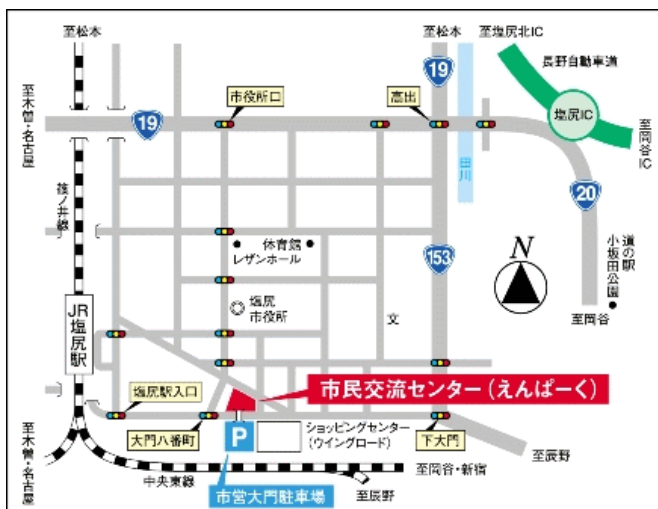 至松本
至松本
至塩尻北IC
長野自動車道
19
市役所口
高出
塩尻IC
至木曽・名古屋
19
至岡谷IC
田川
20
篠ノ井線
体育館
レザンホール
153
N
道の駅
小坂田公園
塩尻
市役所
文
至岡谷
JR塩尻駅
塩尻駅入口
市民交流センター(えんぱーく)
大門八番町
P
ショッピングセンター
(ウイングロード)
下大門
至木曽・名古屋
中央東線
市営大門駐車場
至辰野
至岡谷・新宿
至辰野